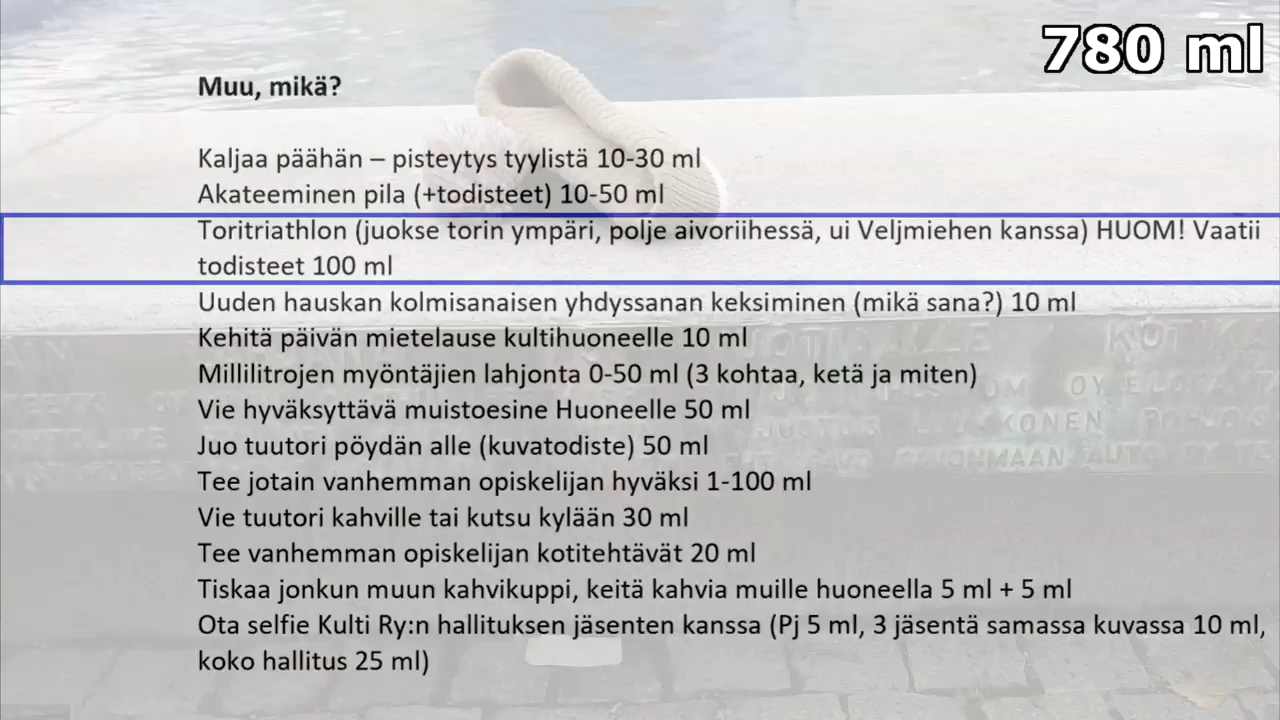 780 ml
Muu, mikä?
Kaljaa päähän – pisteytys tyylistä 10-30 ml
Akateeminen pila (+todisteet) 10-50 ml
Toritriathlon (juokse torin ympäri, polje aivoriihessä, ui Veljmiehen kanssa) HUOM! Vaatii
todisteet 100 ml
Uuden hauskan kolmisanaisen yhdyssanan keksiminen (mikä sana?) 10 ml
Kehitä päivän mietelause kultihuoneelle 10 ml
Millilitrojen myöntäjien lahjonta 0-50 ml (3 kohtaa, ketä ja miten)
Vie hyväksyttävä muistoesine Huoneelle 50 ml
Juo tuutori pöydän alle (kuvatodiste) 50 ml
Tee jotain vanhemman opiskelijan hyväksi 1-100 ml
Vie tuutori kahville tai kutsu kylään 30 ml
Tee vanhemman opiskelijan kotitehtävät 20 ml
Tiskaa jonkun muun kahvikuppi, keitä kahvia muille huoneella 5 ml + 5 ml
Ota selfie Kulti Ry:n hallituksen jäsenten kanssa (Pj 5 ml, 3 jäsentä samassa kuvassa 10 ml,
koko hallitus 25 ml)